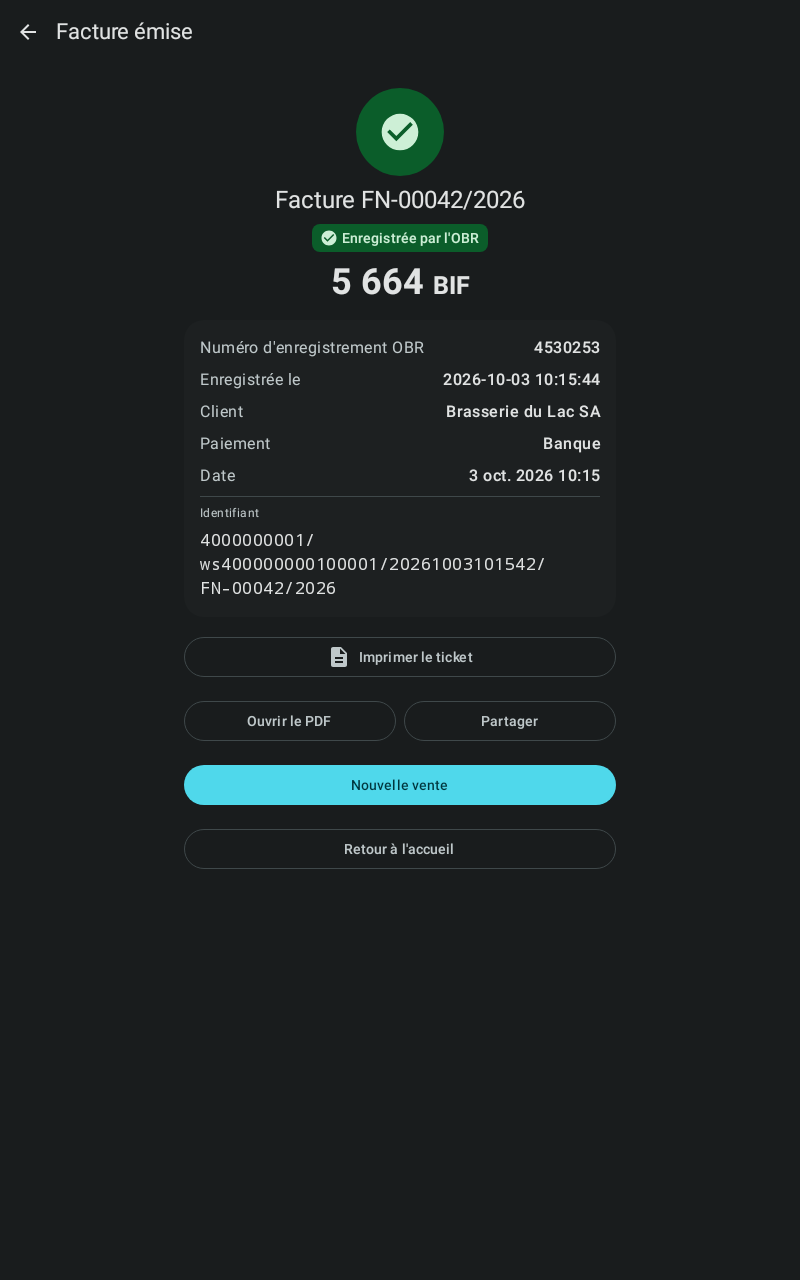 Facture émise
Facture FN-00042/2026
Enregistrée par l'OBR
5 664 BIF
Numéro d'enregistrement OBR 4530253
Enregistrée le 2026-10-03 10:15:44
Client Brasserie du Lac SA
Paiement Banque
Date 3 oct. 2026 10:15
Identifiant
4000000001/
ws400000000100001/20261003101542/
FN-00042/2026
Imprimer le ticket
Ouvrir le PDF Partager
Nouvelle vente
Retour à l'accueil